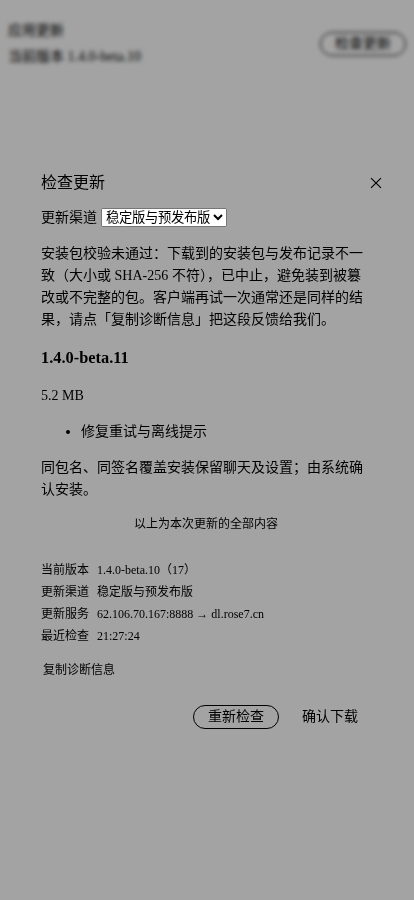 应用更新
当前版本 1.4.0-beta.10
检查更新
检查更新
更新渠道 稳定版与预发布版
安装包校验未通过：下载到的安装包与发布记录不一
致（大小或 SHA-256 不符），已中止，避免装到被篡
改或不完整的包。客户端再试一次通常还是同样的结
果，请点「复制诊断信息」把这段反馈给我们。
1.4.0-beta.11
5.2 MB
• 修复重试与离线提示
同包名、同签名覆盖安装保留聊天及设置；由系统确
认安装。
以上为本次更新的全部内容
当前版本 1.4.0-beta.10（17）
更新渠道 稳定版与预发布版
更新服务 62.106.70.167:8888 → dl.rose7.cn
最近检查 21:27:24
复制诊断信息
重新检查 确认下载